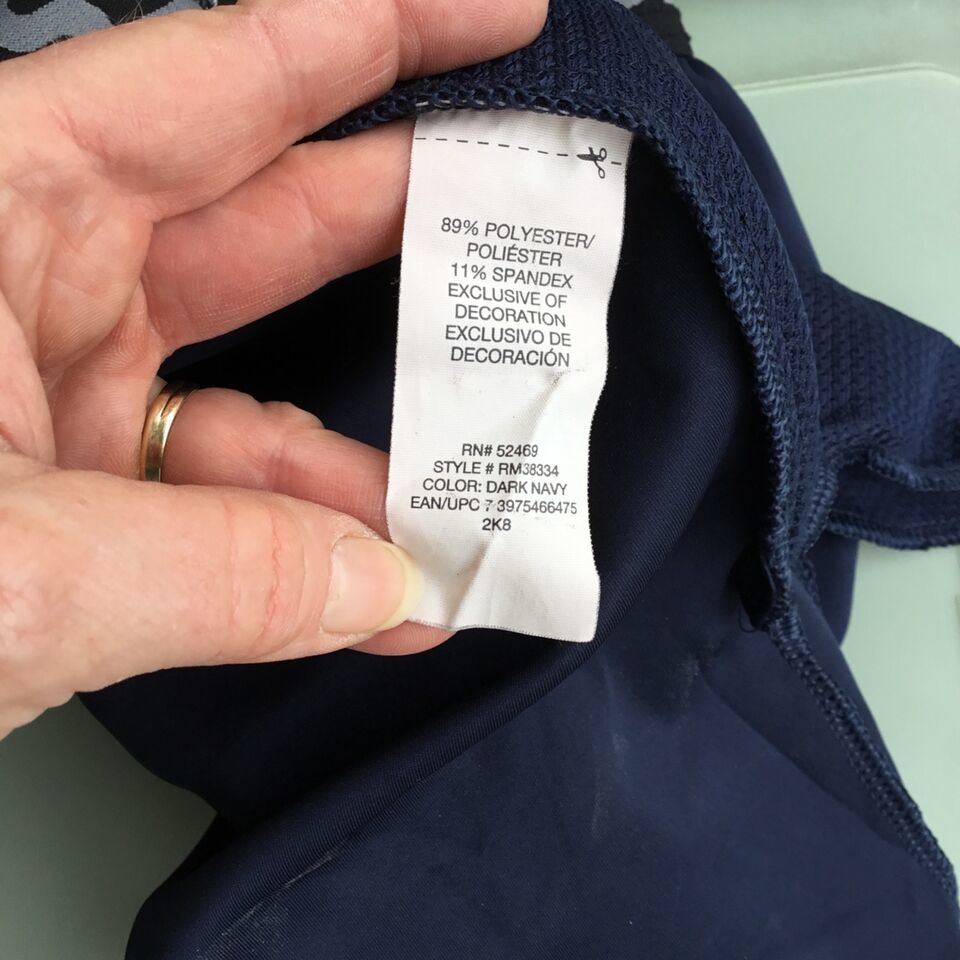 89% POLYESTER/
POLIÉSTER
11% SPANDEX
EXCLUSIVE OF
DECORATION
EXCLUSIVO DE
DECORACIÓN
RN# 52469
STYLE # RM38334
COLOR: DARK NAVY
EAN/UPC 7 3975466475
2K8